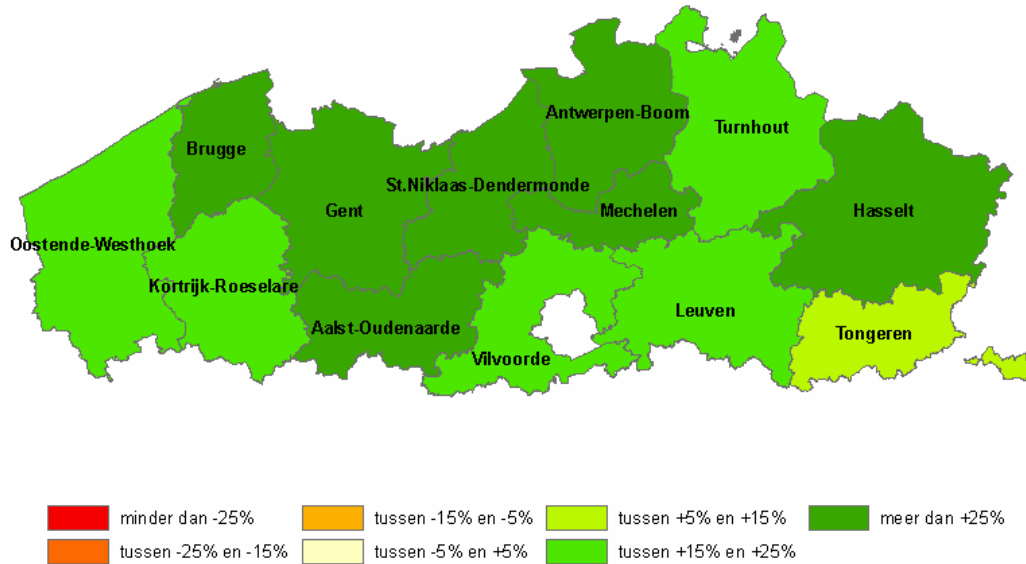 Antwerpen-Boom
Turnhout
Brugge
St.Niklaas-Dendermonde
Gent
Mechelen
Hasselt
Oostende-Westhoek
Kortrijk-Roeselare
Leuven
Aalst-Oudenaarde
Tongeren
Vilvoorde
minder dan -25%
tussen -15% en -5%
tussen +5% en +15%
meer dan +25%
tussen -25% en -15%
tussen -5% en +5%
tussen +15% en +25%